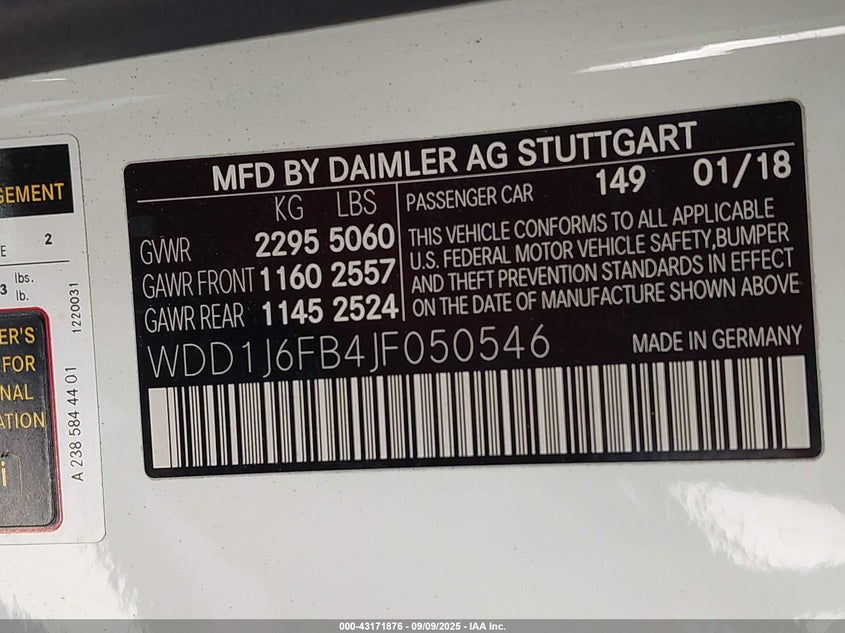 MFD BY DAIMLER AG STUTTGART
KG LBS
GVWR 2295 5060
GAWR FRONT 1160 2557
GAWR REAR 1145 2524
PASSENGER CAR 149 01/18
THIS VEHICLE CONFORMS TO ALL APPLICABLE
U.S. FEDERAL MOTOR VEHICLE SAFETY,BUMPER
AND THEFT PREVENTION STANDARDS IN EFFECT
ON THE DATE OF MANUFACTURE SHOWN ABOVE
WDD1J6FB4JF050546
MADE IN GERMANY
GEMENT
E 2
3 lbs.
lb.
ER'S
FOR
NAL
ATION
i
A 238 584 44 01 1220031
000-43171876 - 09/09/2025 - IAA Inc.